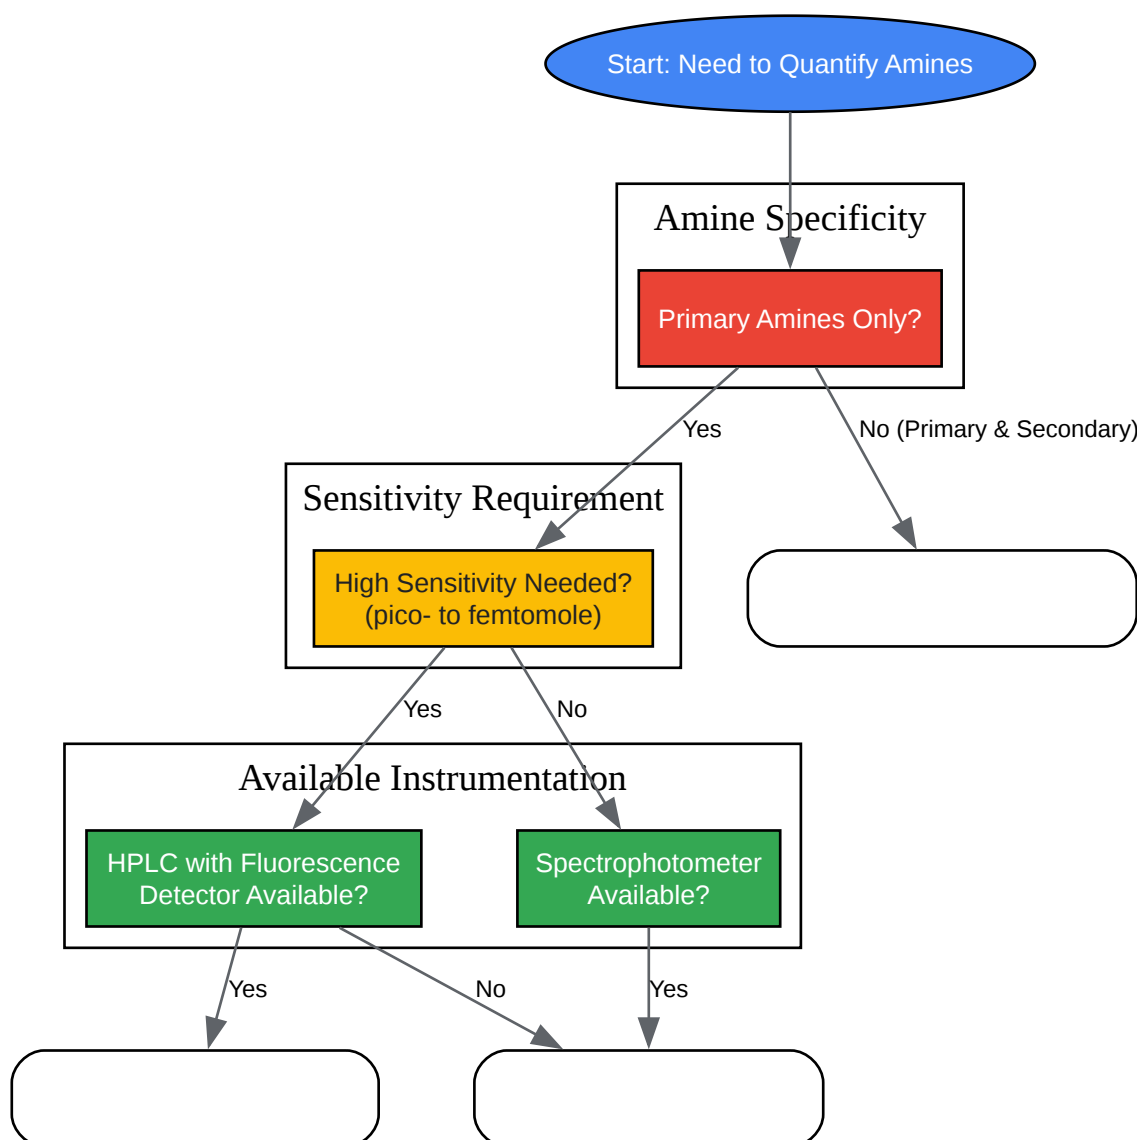 Start: Need to Quantify Amines
Amine Specificity
Primary Amines Only?
Yes
No (Primary & Secondary)
Sensitivity Requirement
High Sensitivity Needed?
(pico- to femtomole)
Yes
No
Available Instrumentation
HPLC with Fluorescence
Detector Available?
Spectrophotometer
Available?
Yes
No
Yes